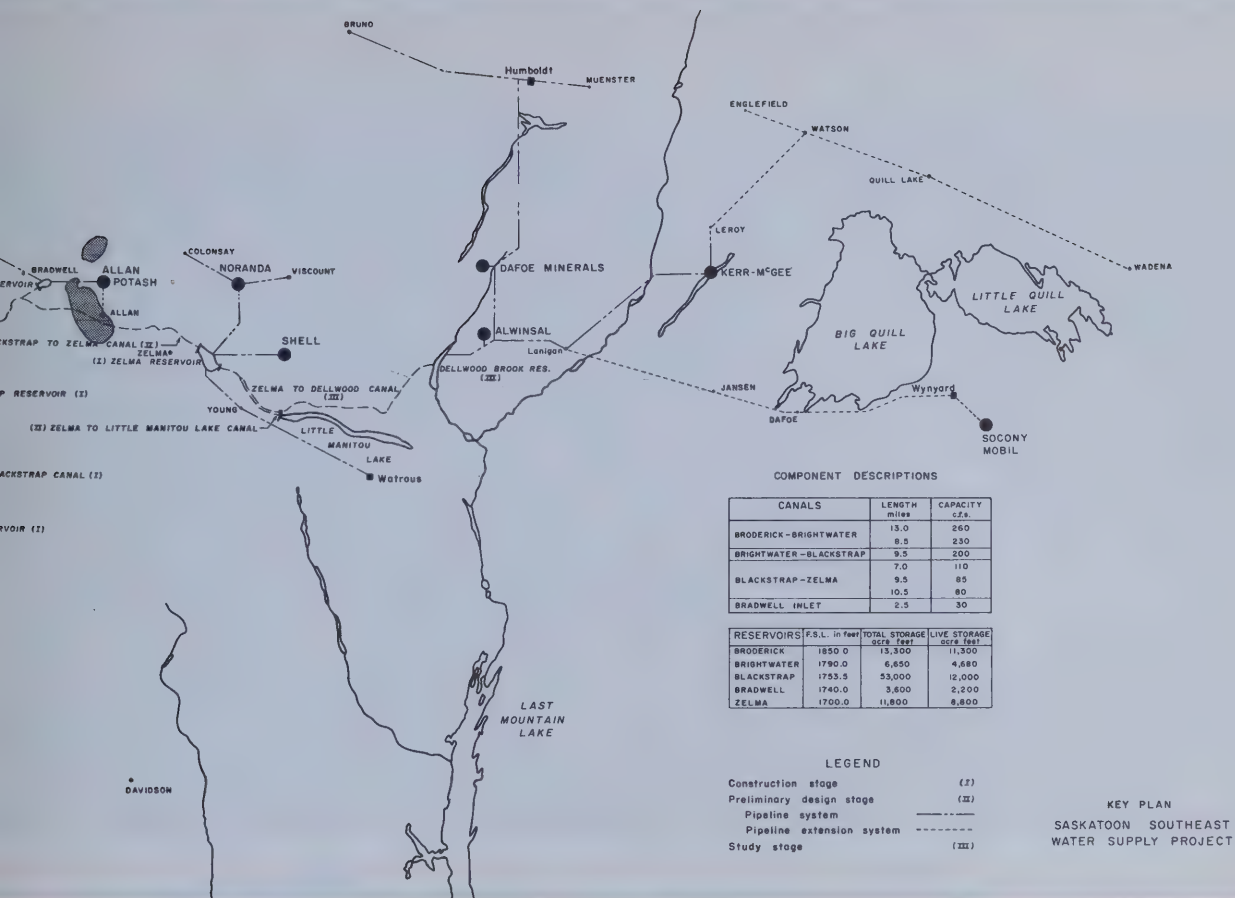 BRUNO
Humboldt
MUENSTER
ENGLEFIELD
WATSON
QUILL LAKE
WADENA
LEROY
COLONSAY
NORANDA
VISCOUNT
BRADWELL
ALLAN
POTASH
ERVOIR
ALLAN
DAFOE MINERALS
KERR-McGEE
LITTLE QUILL
LAKE
BIG QUILL
LAKE
CKSTRAP TO ZELMA CANAL (II)
ZELMA
(I) ZELMA RESERVOIR
SHELL
ALWINSAL
Lanigan
DELLWOOD BROOK RES.
(III)
ZELMA TO DELLWOOD CANAL
(III)
P RESERVOIR (I)
YOUNG
(II) ZELMA TO LITTLE MANITOU LAKE CANAL
LITTLE
MANITOU
LAKE
Watrous
JANSEN
DAFOE
Wynyard
SOCONY
MOBIL
ACKSTRAP CANAL (I)
RVOIR (I)
LAST
MOUNTAIN
LAKE
DAVIDSON
COMPONENT DESCRIPTIONS
CANALS LENGTH miles CAPACITY c.f.s.
BRODERICK-BRIGHTWATER 13.0 260
8.5 230
BRIGHTWATER-BLACKSTRAP 9.5 200
7.0 110
BLACKSTRAP-ZELMA 9.5 85
10.5 80
BRADWELL INLET 2.5 30
RESERVOIRS F.S.L. in feet TOTAL STORAGE acre feet LIVE STORAGE acre feet
BRODERICK 1850.0 13,300 11,300
BRIGHTWATER 1790.0 6,650 4,680
BLACKSTRAP 1753.5 53,000 12,000
BRADWELL 1740.0 3,600 2,200
ZELMA 1700.0 11,800 8,800
LEGEND
Construction stage (I)
Preliminary design stage (II)
Pipeline system
Pipeline extension system
Study stage (III)
KEY PLAN
SASKATOON SOUTHEAST
WATER SUPPLY PROJECT